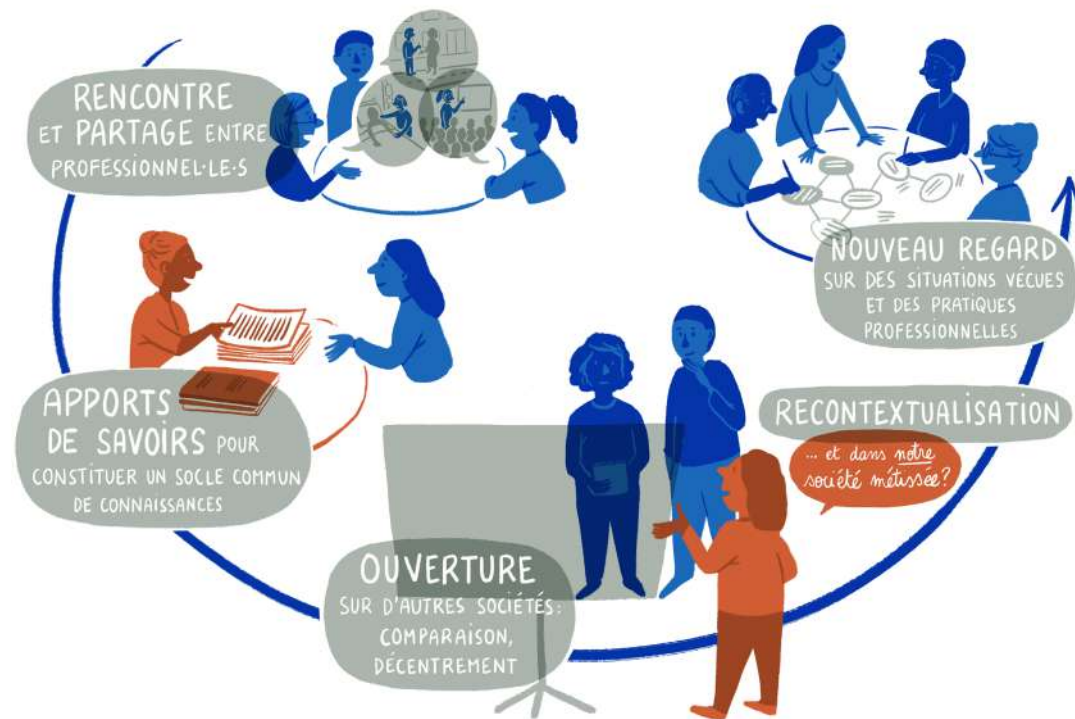 RENCONTRE
ET PARTAGE ENTRE
PROFESSIONNEL·LE·S
APPORTS
DE SAVOIRS POUR
CONSTITUER UN SOCLE COMMUN
DE CONNAISSANCES
OUVERTURE
SUR D'AUTRES SOCIÉTÉS:
COMPARAISON,
DÉCENTREMENT
RECONTEXTUALISATION
... et dans notre
société métissée?
NOUVEAU REGARD
SUR DES SITUATIONS VÉCUES
ET DES PRATIQUES
PROFESSIONNELLES